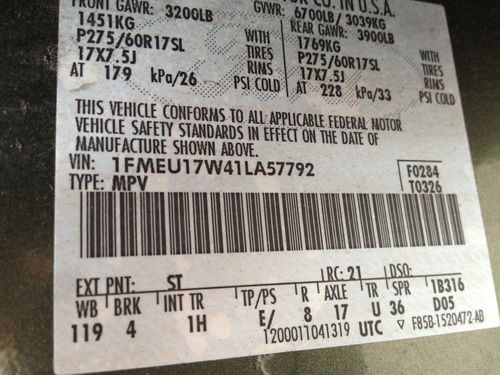 FRONT GAWR: 3200LB GVWR: 6700LB/ 3039KG
CO. IN U.S.A.
1451KG
REAR GAWR: 3900LB
P275/60R17SL WITH TIRES
1769KG WITH
17X7.5J RIMS
P275/60R17SL TIRES
AT 179 kPa/26 PSI COLD
17X7.5J RIMS
AT 228 kPa/33 PSI COLD
THIS VEHICLE CONFORMS TO ALL APPLICABLE FEDERAL MOTOR
VEHICLE SAFETY STANDARDS IN EFFECT ON THE DATE OF
MANUFACTURE SHOWN ABOVE.
VIN: 1FMEU17W41LA57792 F0284
TYPE: MPV T0326
EXT PNT: ST RC: 21 DSO:
WB BRK INT TR TP/PS R AXLE TR SPR 1B316
119 4 1H E/ 8 17 U 36 D05
1200011041319 UTC F85B-1520472-AB